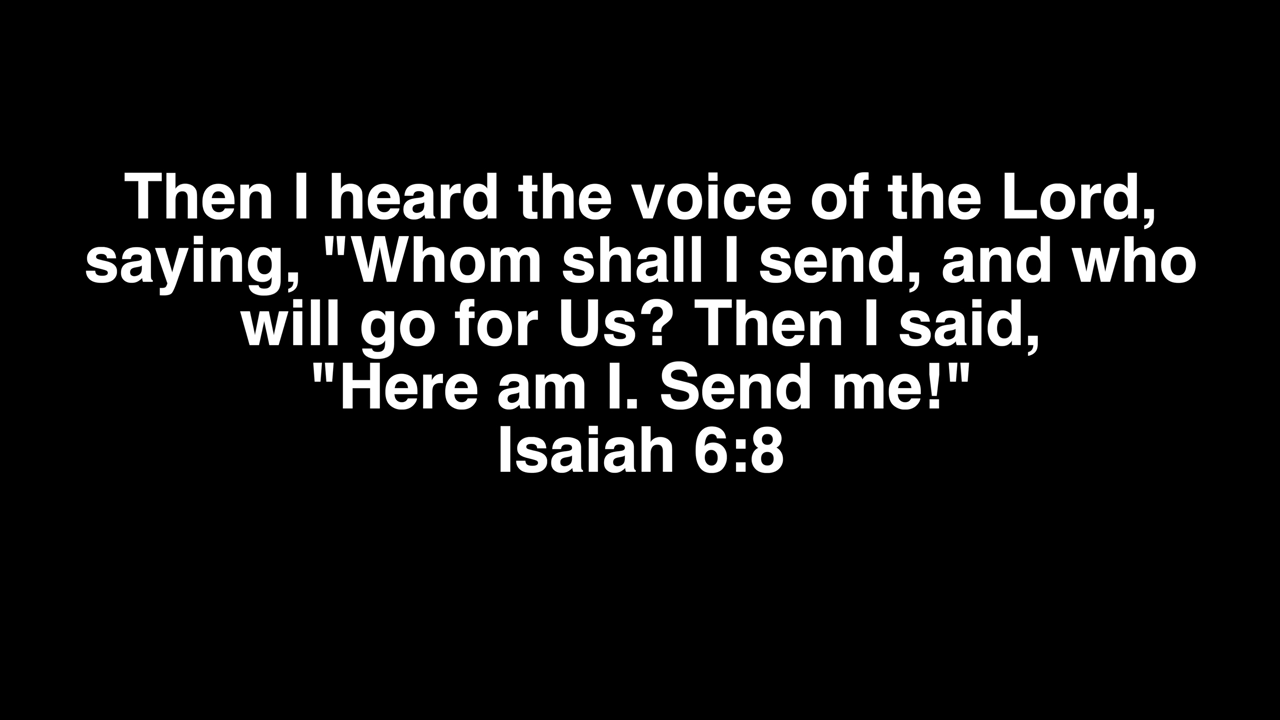 Then I heard the voice of the Lord,
saying, "Whom shall I send, and who
will go for Us? Then I said,
"Here am I. Send me!"
Isaiah 6:8